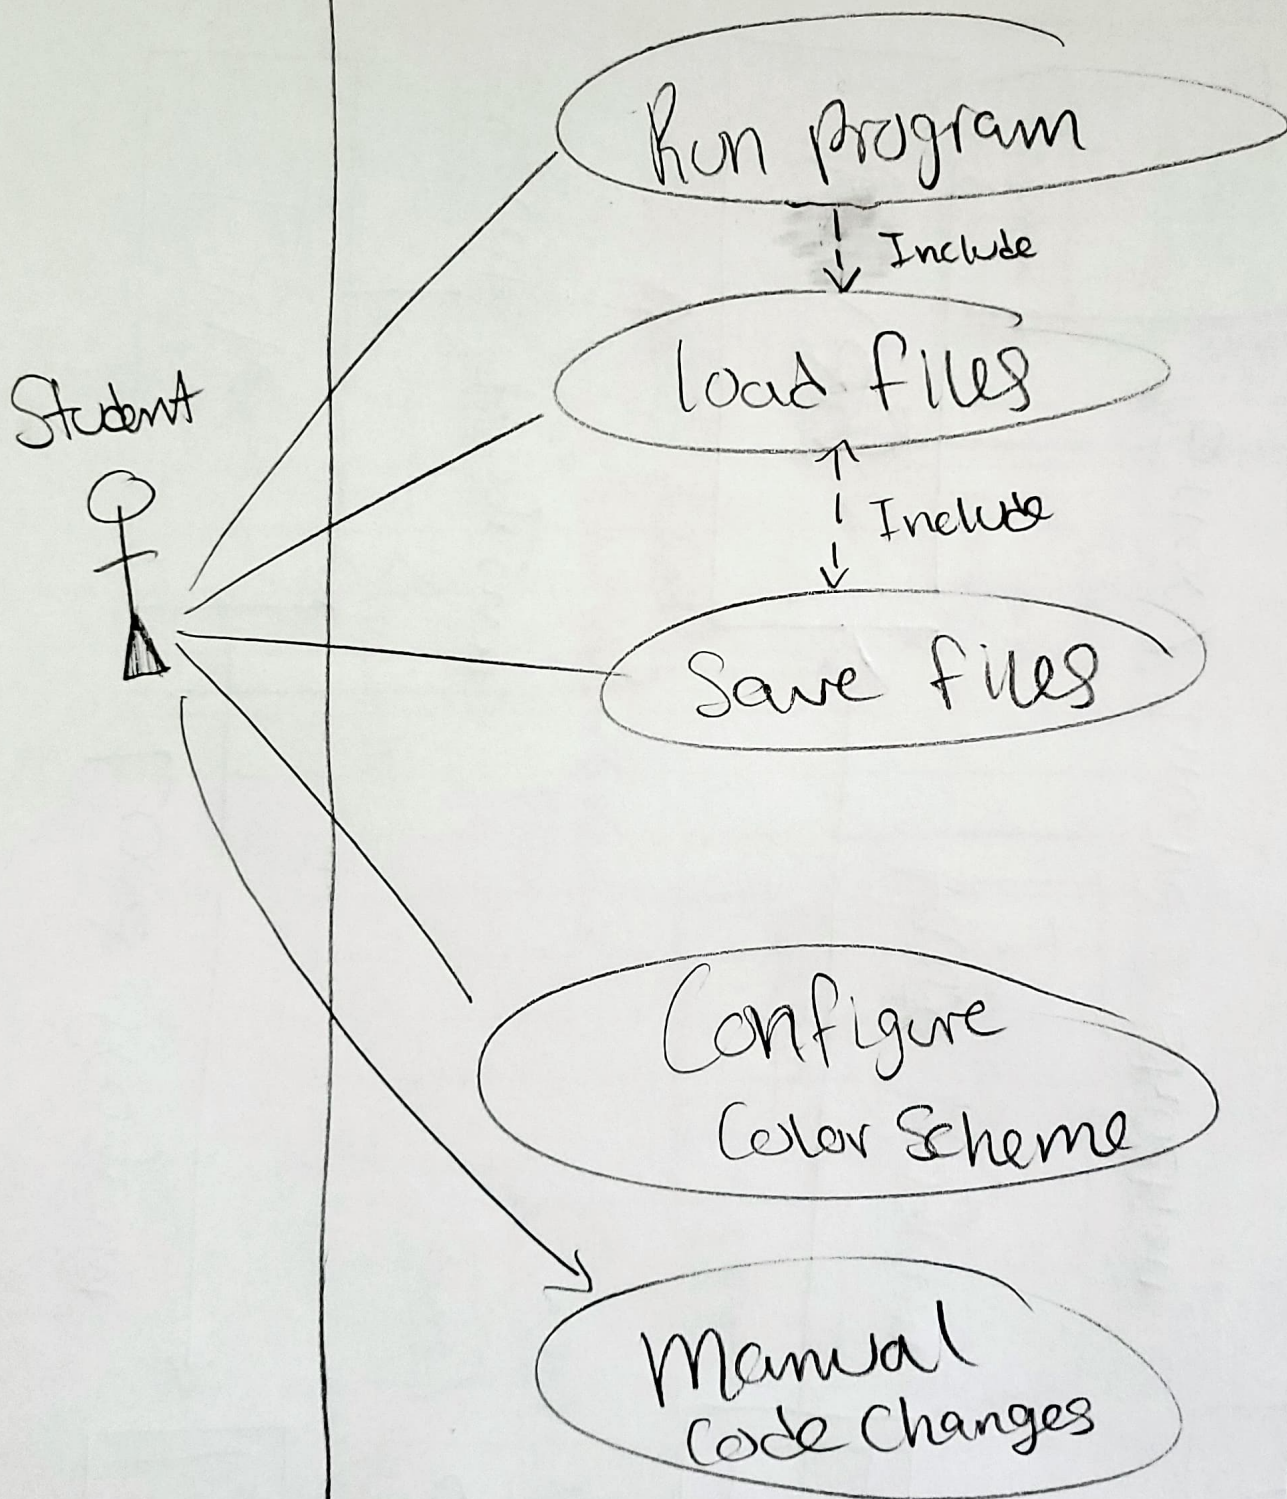 Run program
Include
load files
Student
Include
Save files
Configure
Color Scheme
Manual
Code Changes